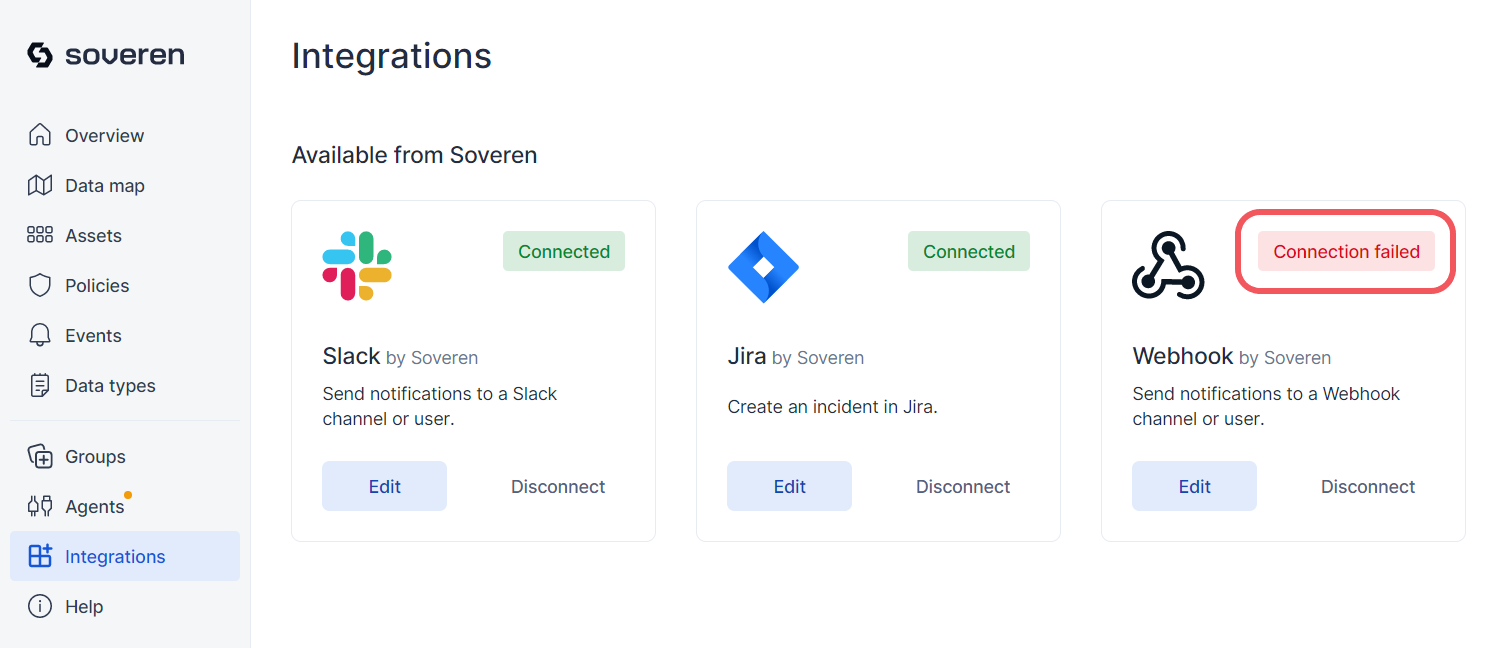 soveren
Overview
Data map
Assets
Policies
Events
Data types
Groups
Agents
Integrations
Help
Integrations
Available from Soveren
Connected
Slack by Soveren
Send notifications to a Slack
channel or user.
Edit
Disconnect
Connected
Jira by Soveren
Create an incident in Jira.
Edit
Disconnect
Connection failed
Webhook by Soveren
Send notifications to a Webhook
channel or user.
Edit
Disconnect